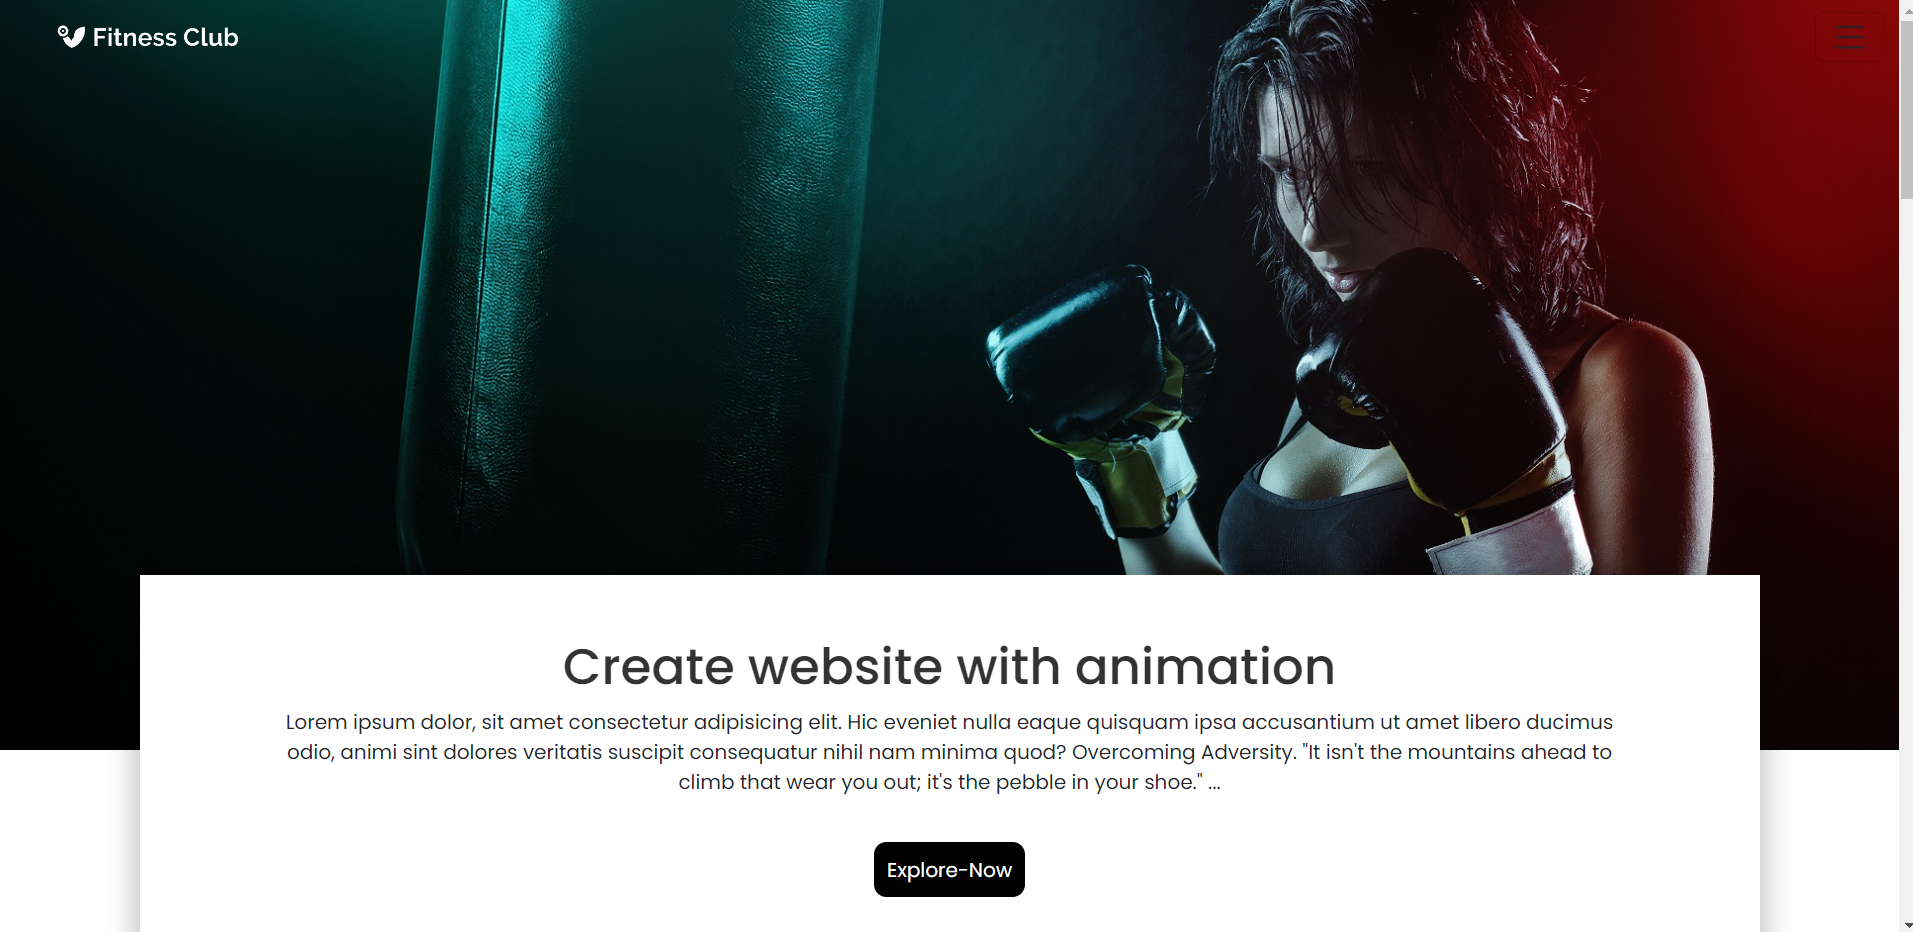 Fitness Club
Create website with animation
Lorem ipsum dolor, sit amet consectetur adipisicing elit. Hic eveniet nulla eaque quisquam ipsa accusantium ut amet libero ducimus
odio, animi sint dolores veritatis suscipit consequatur nihil nam minima quod? Overcoming Adversity. "It isn't the mountains ahead to
climb that wear you out; it's the pebble in your shoe." ...
Explore-Now